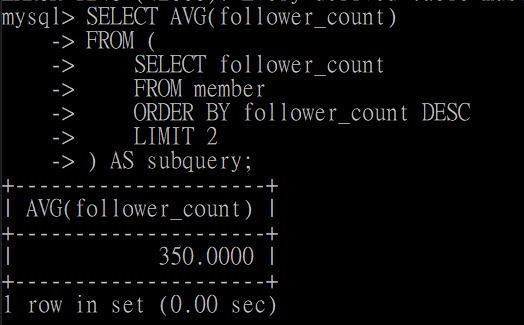 mysql> SELECT AVG(follower_count)
    -> FROM (
    ->     SELECT follower_count
    ->     FROM member
    ->     ORDER BY follower_count DESC
    ->     LIMIT 2
    -> ) AS subquery;
+---------------------+
| AVG(follower_count) |
+---------------------+
|            350.0000 |
+---------------------+
1 row in set (0.00 sec)